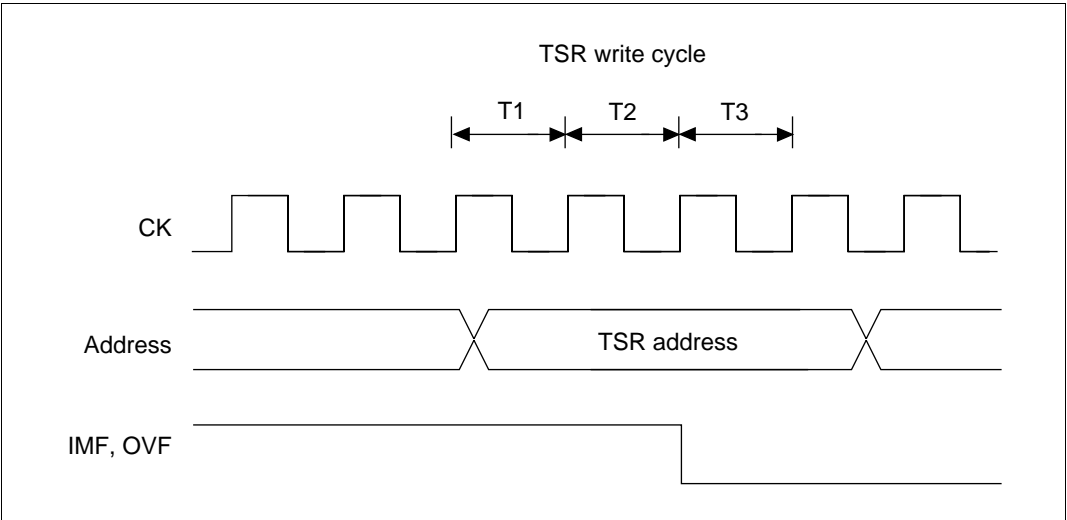 TSR write cycle
T1 T2 T3
CK
Address TSR address
IMF, OVF